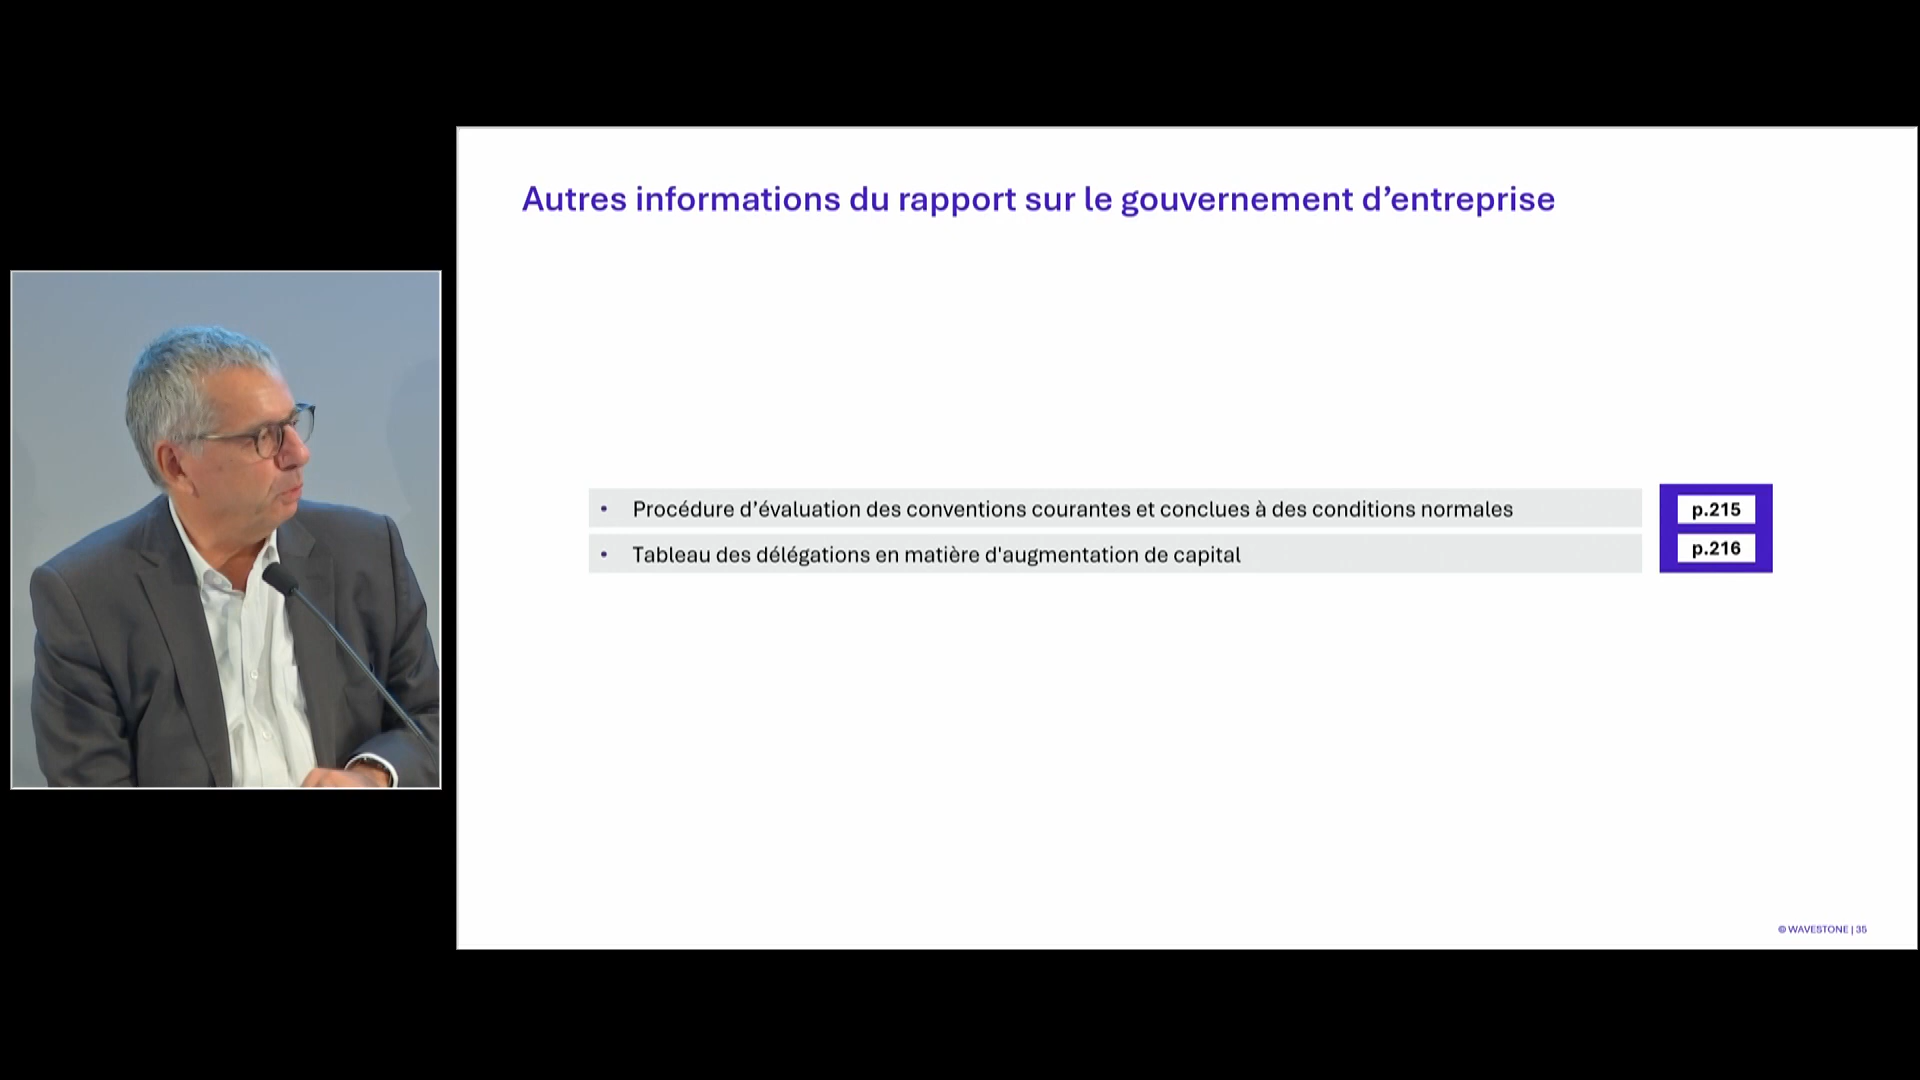 Autres informations du rapport sur le gouvernement d’entreprise
• Procédure d’évaluation des conventions courantes et conclues à des conditions normales
p.215
• Tableau des délégations en matière d'augmentation de capital
p.216
© WAVESTONE | 35